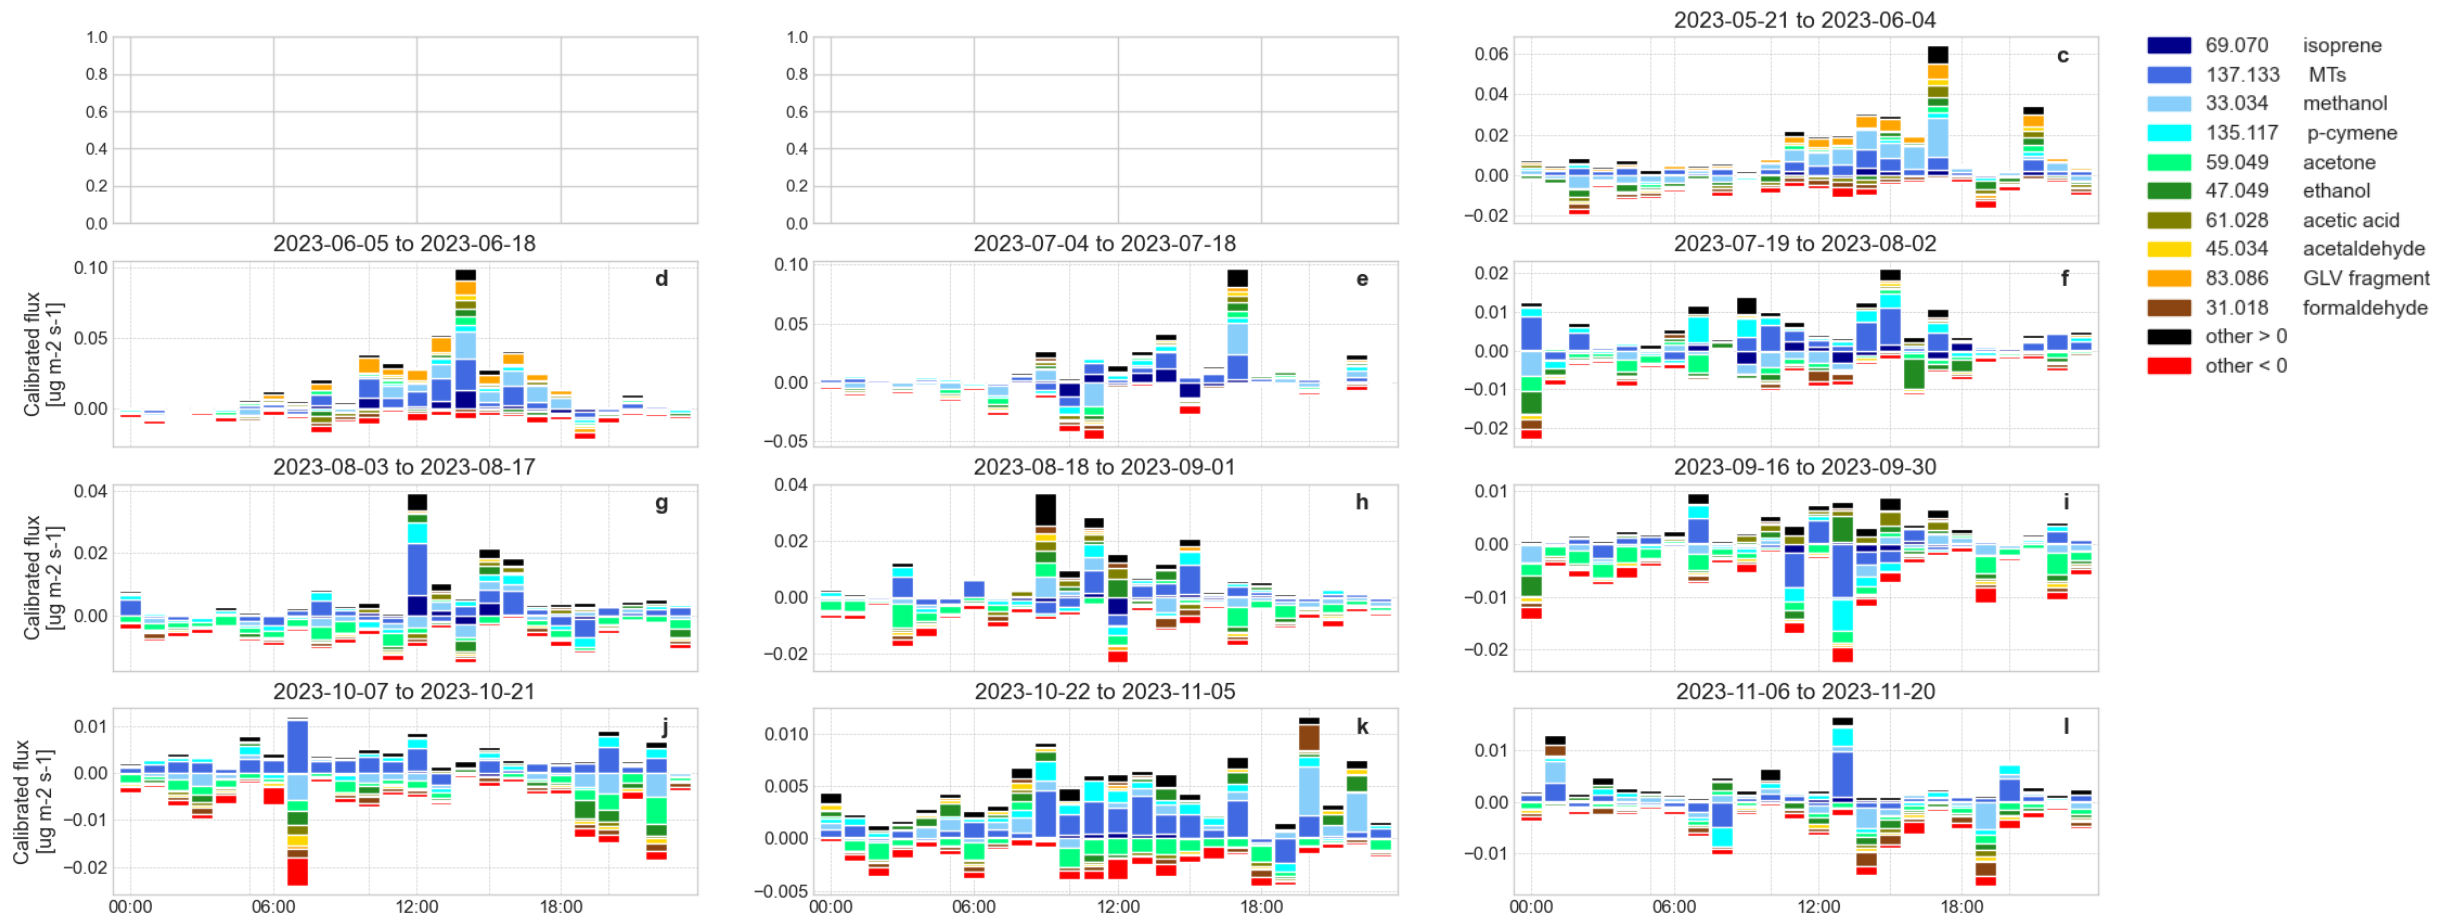 1.0
0.8
0.6
0.4
0.2
0.0
1.0
0.8
0.6
0.4
0.2
0.0
2023-05-21 to 2023-06-04
c
0.06
0.04
0.02
0.00
−0.02
69.070 isoprene
137.133 MTs
33.034 methanol
135.117 p-cymene
59.049 acetone
47.049 ethanol
61.028 acetic acid
45.034 acetaldehyde
83.086 GLV fragment
31.018 formaldehyde
other > 0
other < 0
2023-06-05 to 2023-06-18
d
Calibrated flux
[ug m-2 s-1]
0.10
0.05
0.00
2023-07-04 to 2023-07-18
e
0.10
0.05
0.00
−0.05
2023-07-19 to 2023-08-02
f
0.02
0.01
0.00
−0.01
−0.02
2023-08-03 to 2023-08-17
g
Calibrated flux
[ug m-2 s-1]
0.04
0.02
0.00
2023-08-18 to 2023-09-01
h
0.04
0.02
0.00
−0.02
2023-09-16 to 2023-09-30
i
0.01
0.00
−0.01
−0.02
2023-10-07 to 2023-10-21
j
Calibrated flux
[ug m-2 s-1]
0.01
0.00
−0.01
−0.02
00:00 06:00 12:00 18:00
2023-10-22 to 2023-11-05
k
0.010
0.005
0.000
−0.005
00:00 06:00 12:00 18:00
2023-11-06 to 2023-11-20
l
0.01
0.00
−0.01
00:00 06:00 12:00 18:00